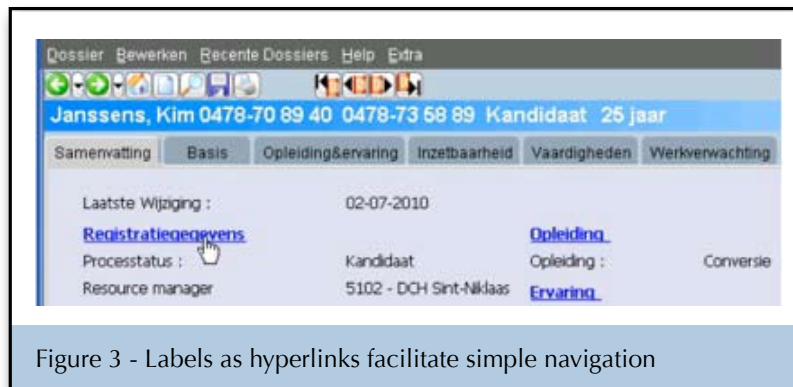 Dossier Bewerken Recente Dossiers Help Extra
Janssens, Kim 0478-70 89 40 0478-73 58 89 Kandidaat 25 jaar
Samenvatting Basis Opleiding&ervaring Inzetbaarheid Vaardigheden Werkverwachting
Laatste Wijziging : 02-07-2010
Registratiegegevens Opleiding
Processtatus : Kandidaat Opleiding : Conversie
Resource manager 5102 - DCH Sint-Niklaas Ervaring
Figure 3 - Labels as hyperlinks facilitate simple navigation